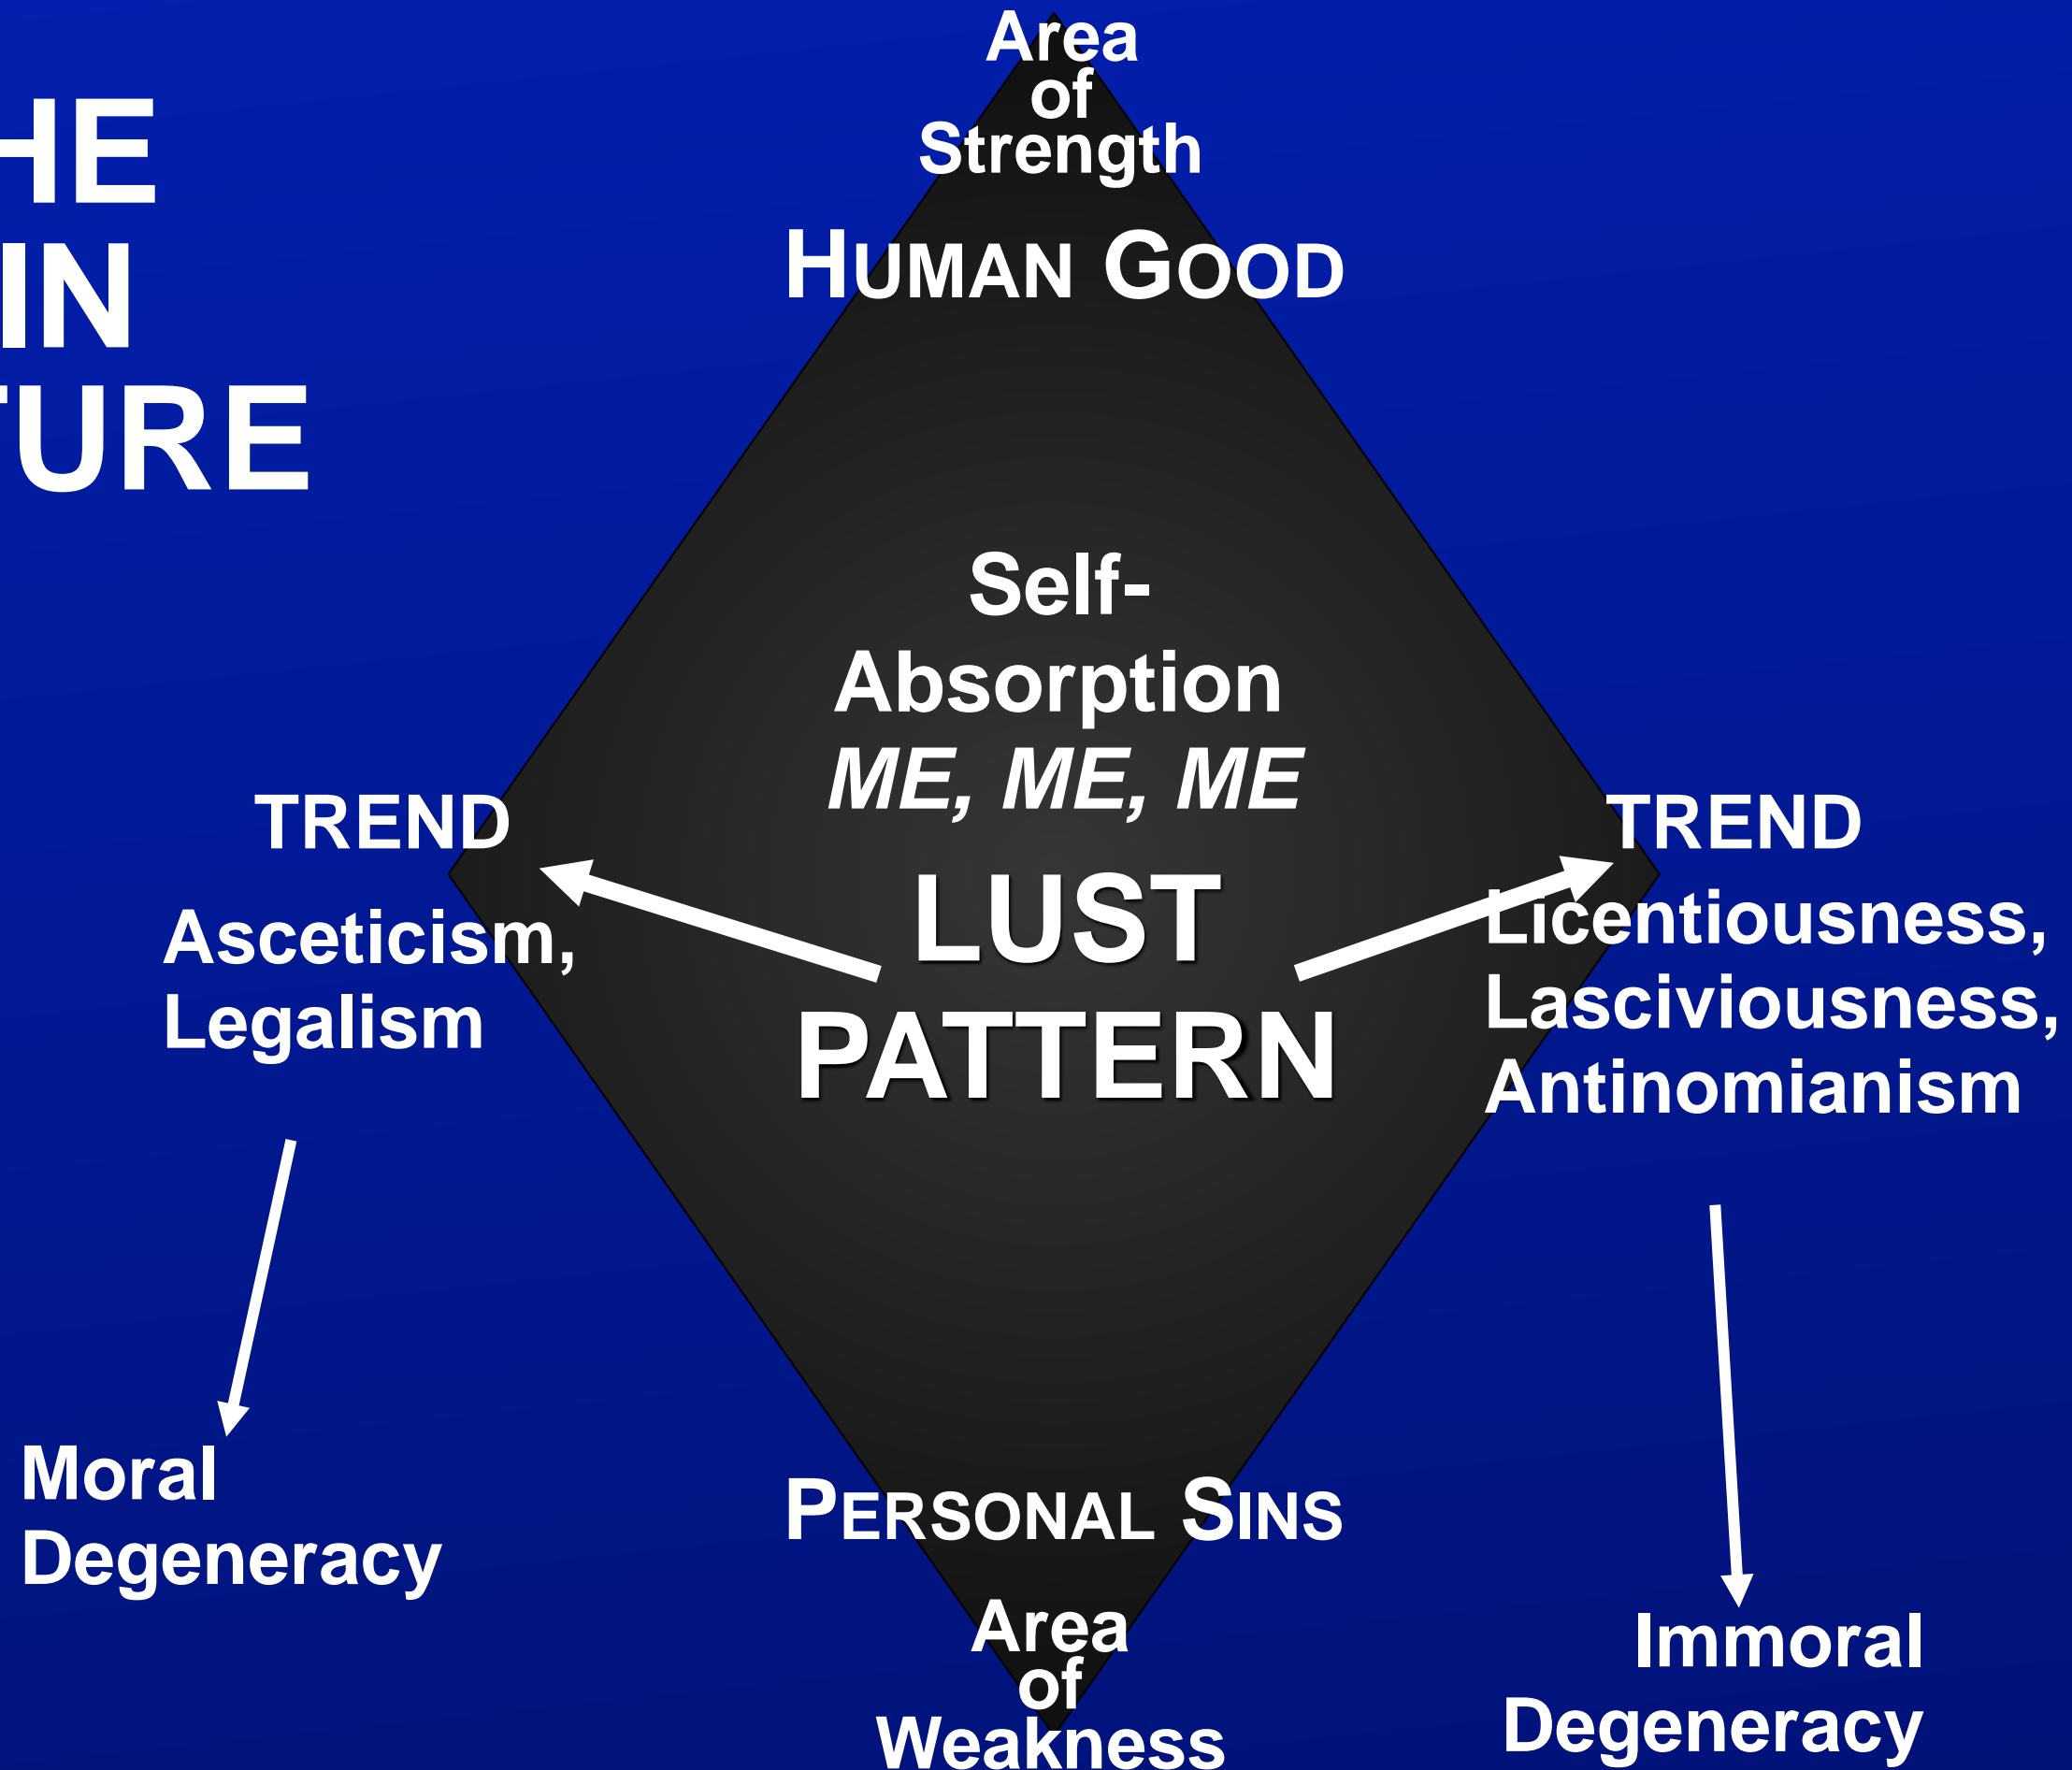 HE
IN
TURE
Area
of
Strength
HUMAN GOOD
Self-
Absorption
ME, ME, ME
LUST
PATTERN
TREND
Asceticism,
Legalism
TREND
Licentiousness,
Lasciviousness,
Antinomianism
Moral
Degeneracy
PERSONAL SINS
Area
of
Weakness
Immoral
Degeneracy